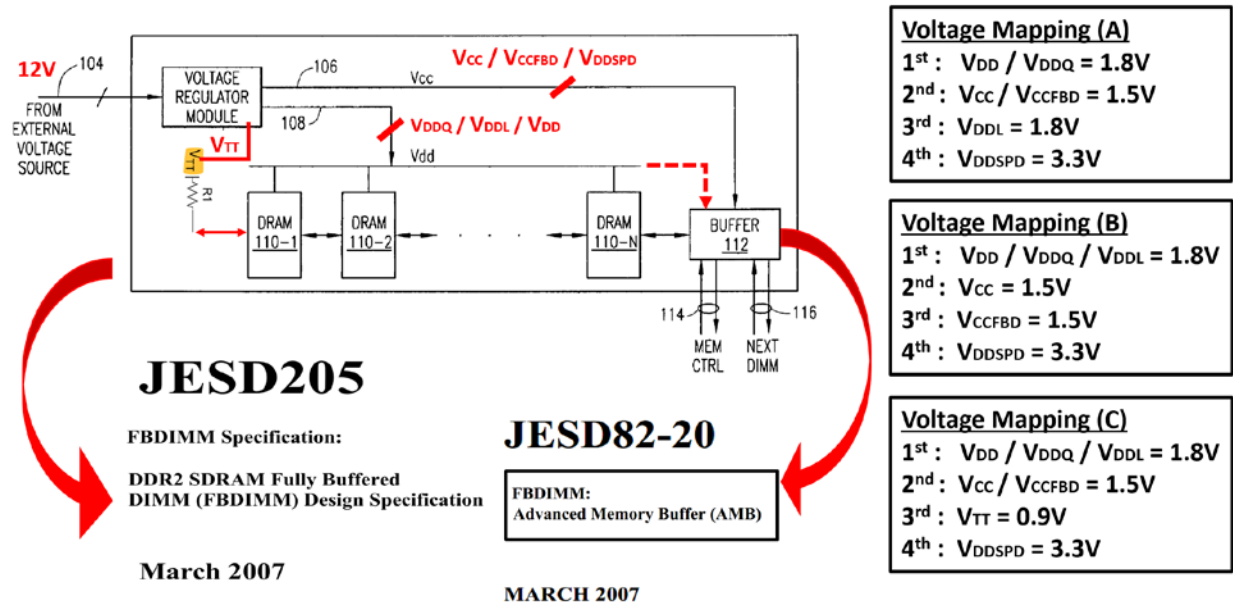 12V
104
FROM
EXTERNAL
VOLTAGE
SOURCE
VOLTAGE
REGULATOR
MODULE
106
108
Vcc
VCC / VCCFBD / VDDSPD
VDDQ / VDDL / VDD
Vdd
VTT
VTT
R1
DRAM
110-1
DRAM
110-2
. . . .
DRAM
110-N
BUFFER
112
114
116
MEM
CTRL
NEXT
DIMM
JESD205
FBDIMM Specification:
DDR2 SDRAM Fully Buffered
DIMM (FBDIMM) Design Specification
March 2007
JESD82-20
FBDIMM:
Advanced Memory Buffer (AMB)
MARCH 2007
Voltage Mapping (A)
1st : VDD / VDDQ = 1.8V
2nd : VCC / VCCFBD = 1.5V
3rd : VDDL = 1.8V
4th : VDDSPD = 3.3V
Voltage Mapping (B)
1st : VDD / VDDQ / VDDL = 1.8V
2nd : VCC = 1.5V
3rd : VCCFBD = 1.5V
4th : VDDSPD = 3.3V
Voltage Mapping (C)
1st : VDD / VDDQ / VDDL = 1.8V
2nd : VCC / VCCFBD = 1.5V
3rd : VTT = 0.9V
4th : VDDSPD = 3.3V